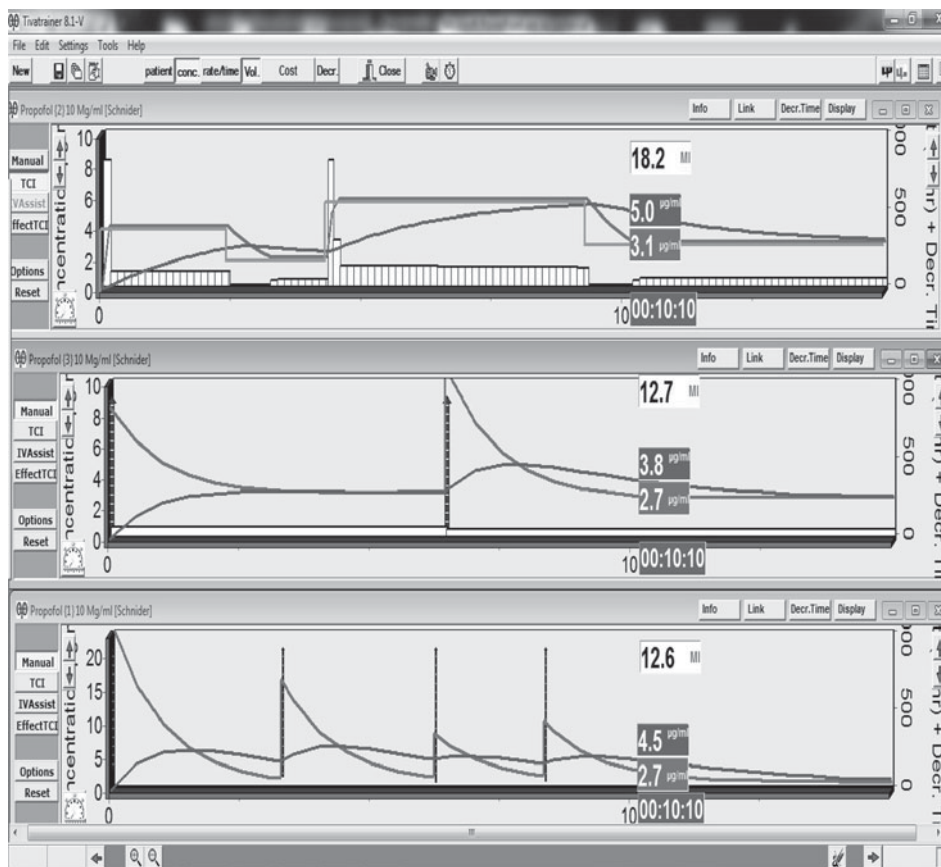 Tivatrainer 8.1-V
File Edit Settings Tools Help
New patient conc. rate/time Vol. Cost Decr. Close
Propofol (2) 10 Mg/ml [Schnider] Info Link Decr.Time Display
Manual
TCI
IVAssist
EffectTCI
Options
Reset
10
8
6
4
2
0
500
0
18.2 Ml
5.0 µg/ml
3.1 µg/ml
00:10:10
0 10
Propofol (3) 10 Mg/ml [Schnider] Info Link Decr.Time Display
Manual
TCI
IVAssist
EffectTCI
Options
Reset
10
8
6
4
2
0
500
0
12.7 Ml
3.8 µg/ml
2.7 µg/ml
00:10:10
0 10
Propofol (1) 10 Mg/ml [Schnider] Info Link Decr.Time Display
Manual
TCI
IVAssist
EffectTCI
Options
Reset
20
15
10
5
0
500
0
12.6 Ml
4.5 µg/ml
2.7 µg/ml
00:10:10
0 10